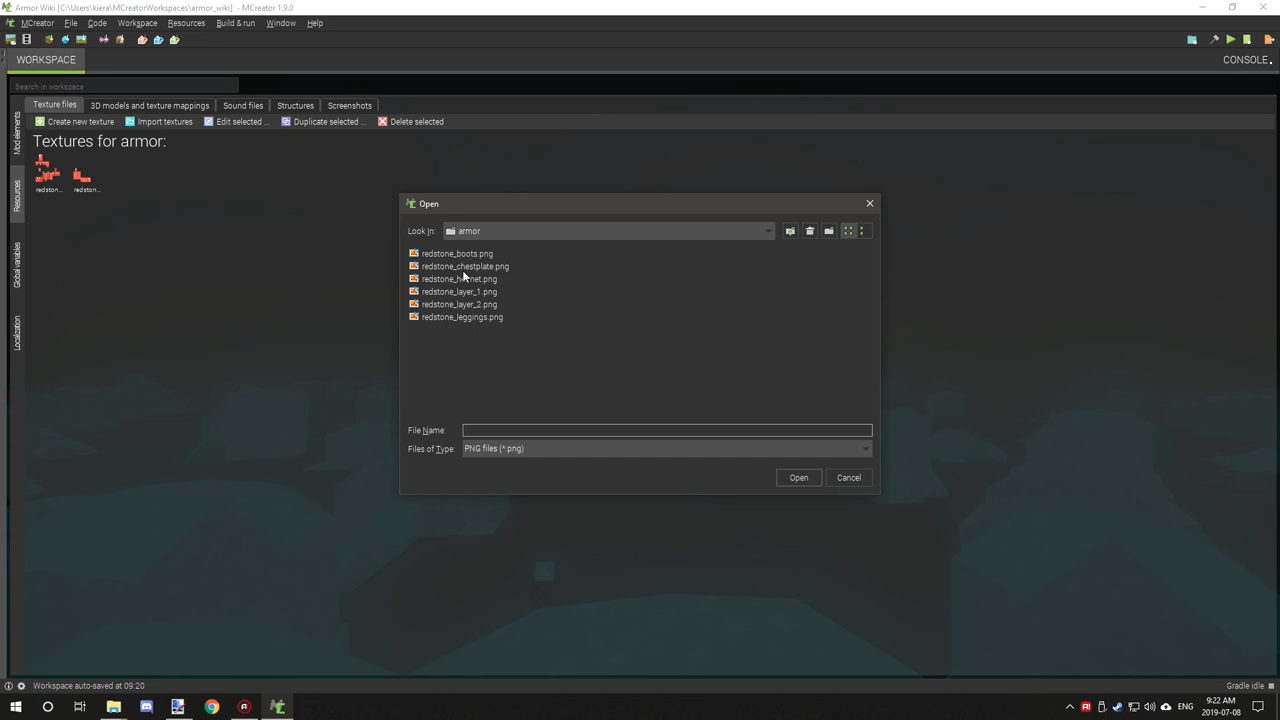 Armor Wiki [C:\Users\kiera\MCreatorWorkspaces\armor_wiki] - MCreator 1.9.0
MCreator File Code Workspace Resources Build & run Window Help
WORKSPACE
CONSOLE
Search in workspace
Texture files 3D models and texture mappings Sound files Structures Screenshots
Create new texture Import textures Edit selected ... Duplicate selected ... Delete selected
Textures for armor:
redston... redston...
Mod elements
Resources
Global variables
Localization
Open
Look In: armor
redstone_boots.png
redstone_chestplate.png
redstone_layer_1.png
redstone_layer_2.png
redstone_leggings.png
File Name:
Files of Type: PNG files (*.png)
Open Cancel
Workspace auto-saved at 09:20
Gradle idle
ENG
9:22 AM
2019-07-08